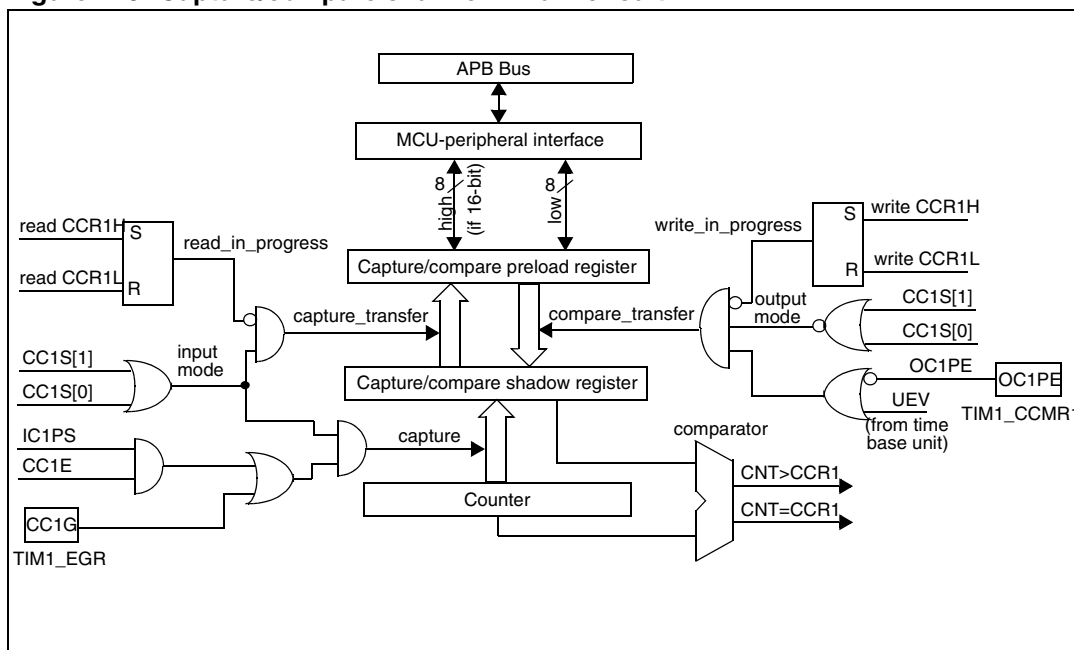 APB Bus
MCU-peripheral interface
8
high
(if 16-bit)
8
low
read CCR1H
S
read_in_progress
read CCR1L
R
write_in_progress
S
write CCR1H
R
write CCR1L
Capture/compare preload register
capture_transfer
compare_transfer
output
mode
CC1S[1]
CC1S[0]
CC1S[1]
input
mode
CC1S[0]
Capture/compare shadow register
OC1PE
OC1PE
UEV
TIM1_CCMR1
(from time
base unit)
IC1PS
CC1E
capture
comparator
Counter
CNT>CCR1
CNT=CCR1
CC1G
TIM1_EGR